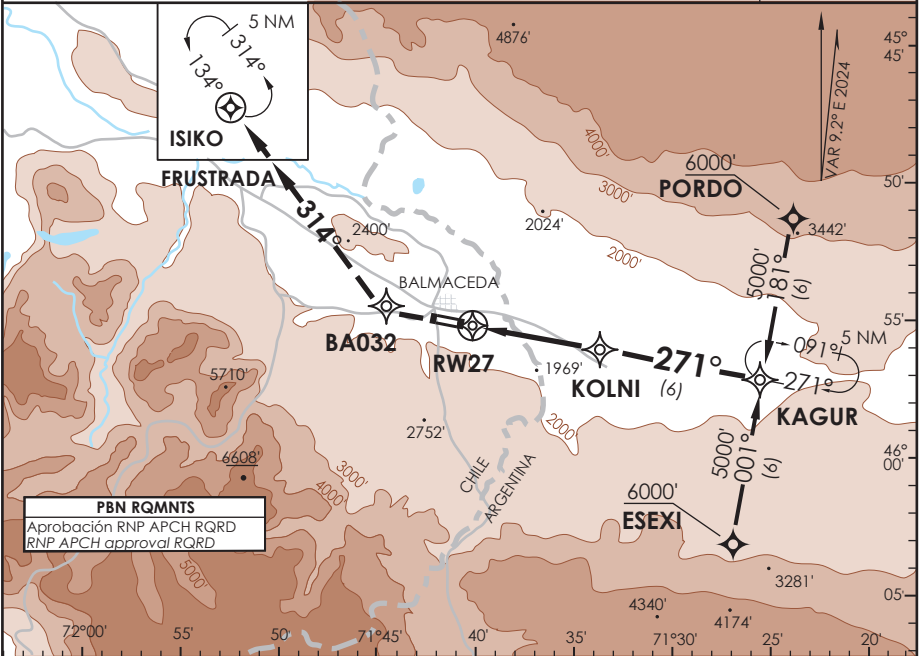 5 NM
314°
134°
ISIKO
FRUSTRADA
314°
2400'
4876'
4000'
3000'
2024'
2000'
VAR 9.2° E 2024
45°
45'
50'
55'
46°
00'
05'
6000'
PORDO
3442'
5000'
181°
(6)
BALMACEDA
BA032
RW27
1969'
KOLNI
271°
(6)
091°
5 NM
271°
KAGUR
2000'
5710'
2752'
6608'
3000'
4000'
CHILE
ARGENTINA
5000'
001°
(6)
6000'
ESEXI
3281'
4340'
4174'
PBN RQMNTS
Aprobación RNP APCH RQRD
RNP APCH approval RQRD
5000'
72°00'
55'
50'
71°45'
40'
35'
71°30'
25'
20'